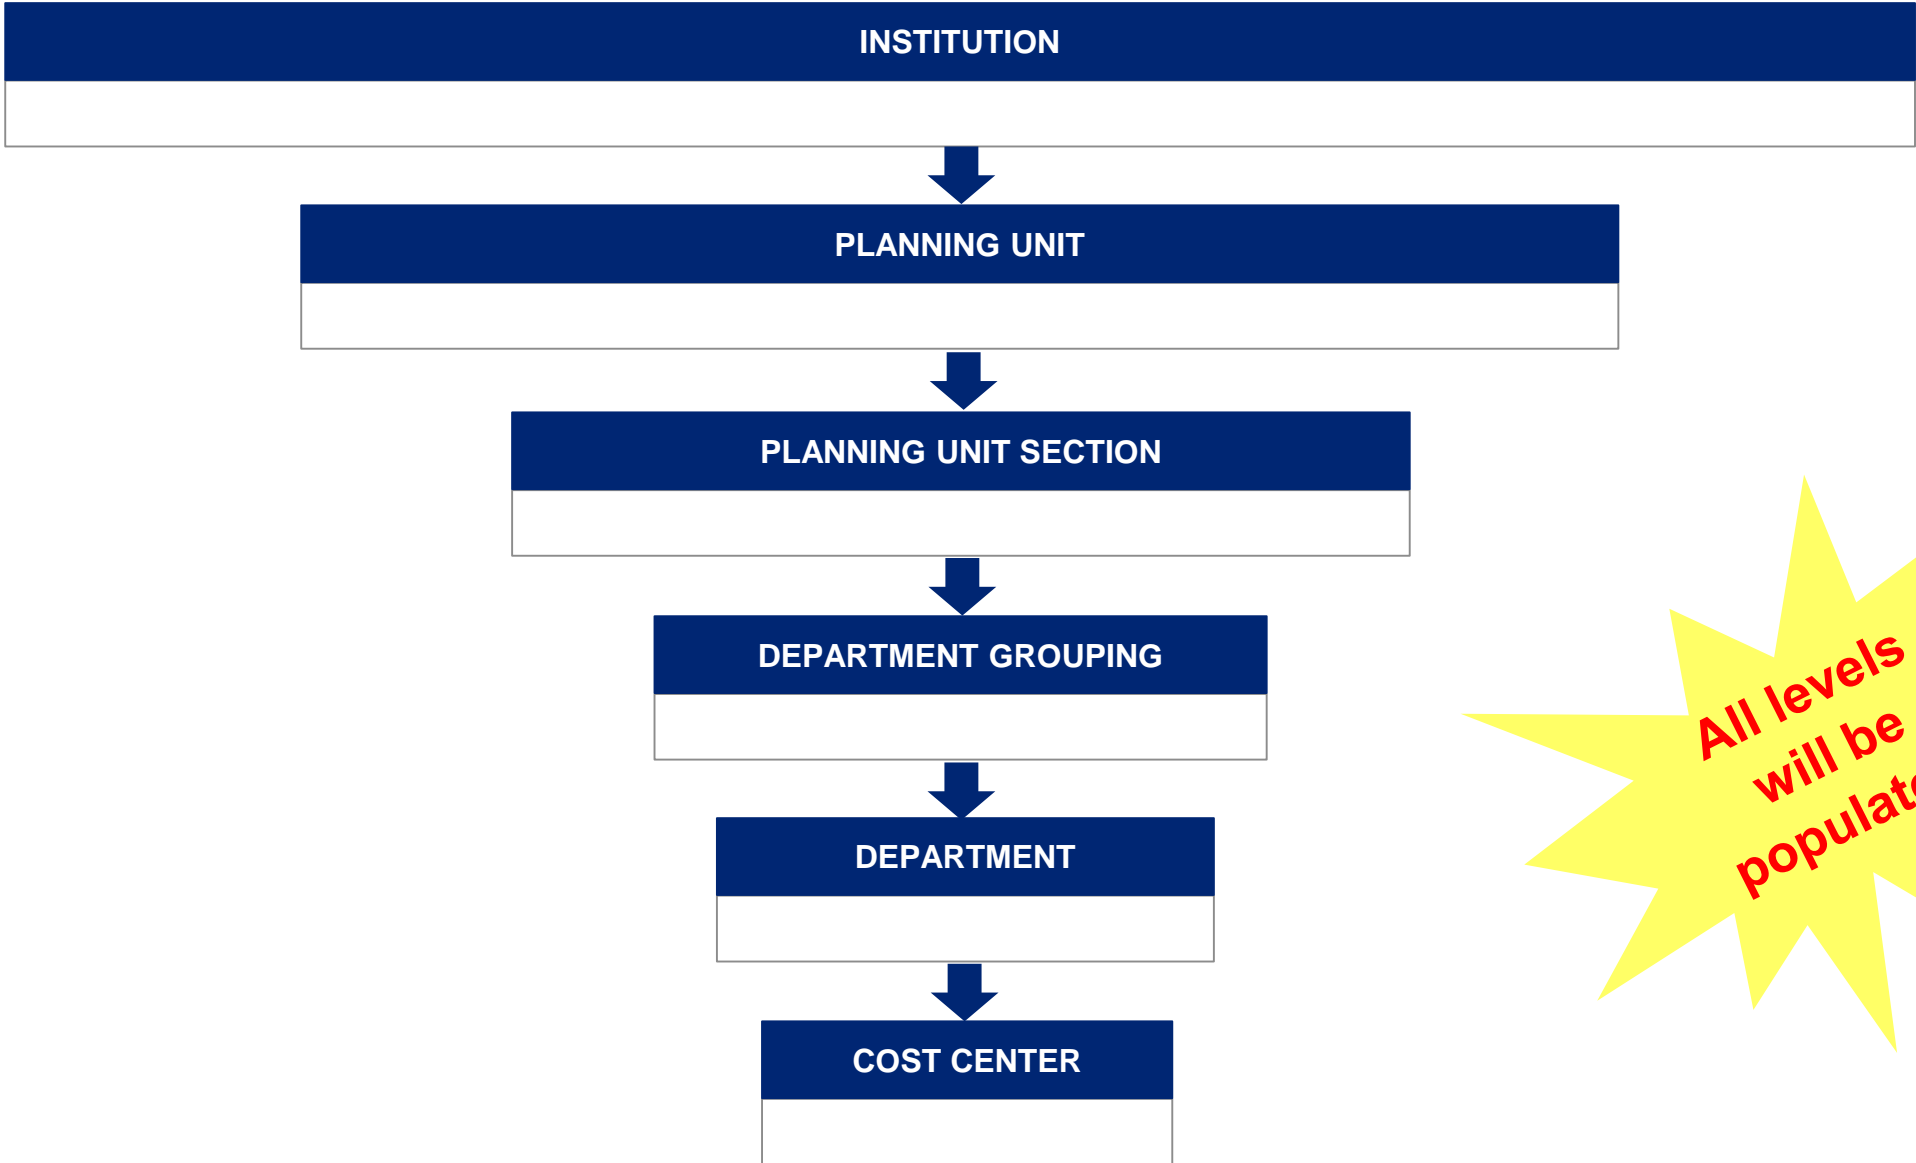 INSTITUTION
PLANNING UNIT
PLANNING UNIT SECTION
DEPARTMENT GROUPING
DEPARTMENT
COST CENTER
All levels
will be